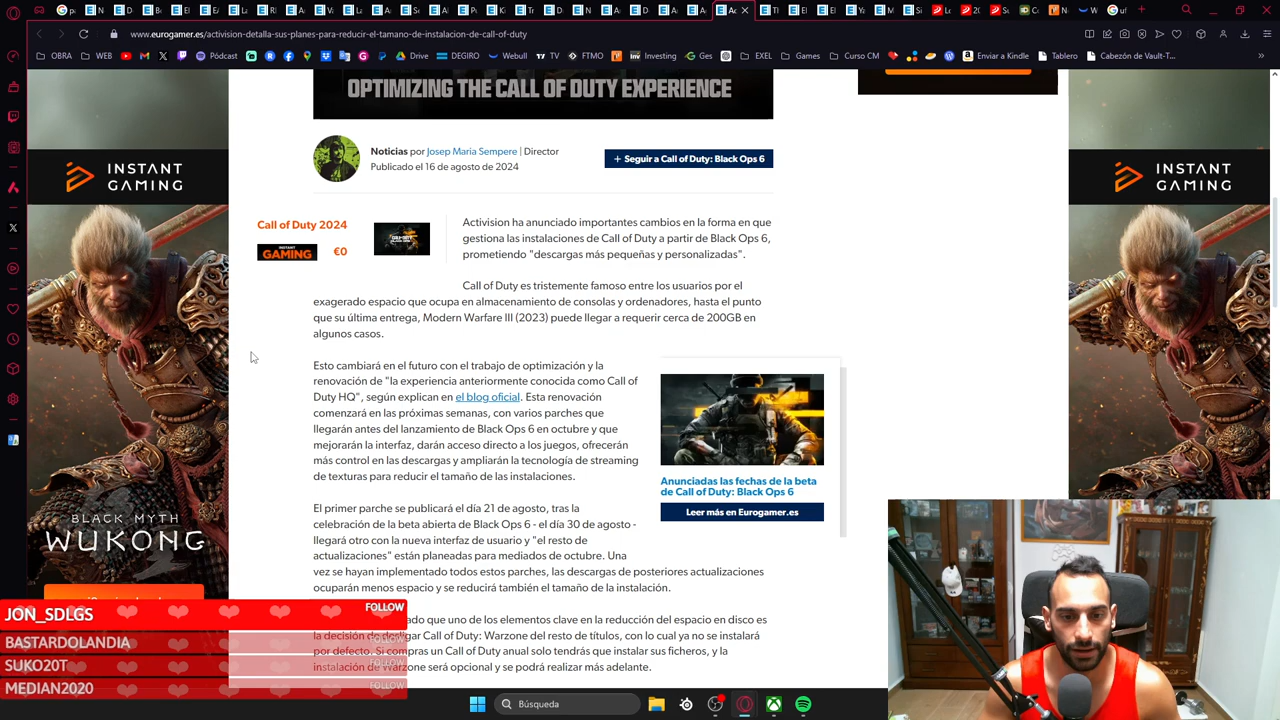 www.eurogamer.es/activision-detalla-sus-planes-para-reducir-el-tamano-de-instalacion-de-call-of-duty
OBRA
WEB
Pódcast
Drive
DEGIRO
Webull
TV
FTMO
Investing
Ges
EXEL
Games
Curso CM
Enviar a Kindle
Tablero
Cabezón de Vault-T...
OPTIMIZING THE CALL OF DUTY EXPERIENCE
Noticias por Josep Maria Sempere | Director
Publicado el 16 de agosto de 2024
+ Seguir a Call of Duty: Black Ops 6
INSTANT
GAMING
INSTANT
GAMING
Call of Duty 2024
INSTANT
GAMING
€0
Activision ha anunciado importantes cambios en la forma en que
gestiona las instalaciones de Call of Duty a partir de Black Ops 6,
prometiendo "descargas más pequeñas y personalizadas".
Call of Duty es tristemente famoso entre los usuarios por el
exagerado espacio que ocupa en almacenamiento de consolas y ordenadores, hasta el punto
que su última entrega, Modern Warfare III (2023) puede llegar a requerir cerca de 200GB en
algunos casos.
Esto cambiará en el futuro con el trabajo de optimización y la
renovación de "la experiencia anteriormente conocida como Call of
Duty HQ", según explican en el blog oficial. Esta renovación
comenzará en las próximas semanas, con varios parches que
llegarán antes del lanzamiento de Black Ops 6 en octubre y que
mejorarán la interfaz, darán acceso directo a los juegos, ofrecerán
más control en las descargas y ampliarán la tecnología de streaming
de texturas para reducir el tamaño de las instalaciones.
Anunciadas las fechas de la beta
de Call of Duty: Black Ops 6
Leer más en Eurogamer.es
El primer parche se publicará el día 21 de agosto, tras la
celebración de la beta abierta de Black Ops 6 - el día 30 de agosto -
llegará otro con la nueva interfaz de usuario y "el resto de
actualizaciones" están planeadas para mediados de octubre. Una
vez se hayan implementado todos estos parches, las descargas de posteriores actualizaciones
ocuparán menos espacio y se reducirá también el tamaño de la instalación.
ado que uno de los elementos clave en la reducción del espacio en disco es
la decisión de desligar Call of Duty: Warzone del resto de títulos, con lo cual ya no se instalará
por defecto. Si compras un Call of Duty anual solo tendrás que instalar sus ficheros, y la
instalación de Warzone será opcional y se podrá realizar más adelante.
BLACK MYTH
WUKONG
JON_SDLGS
FOLLOW
BASTARDOLANDIA
FOLLOW
SUKO20T
FOLLOW
MEDIAN2020
FOLLOW
Búsqueda